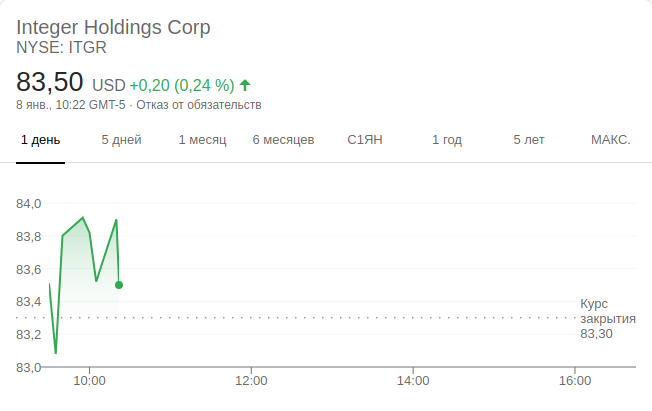 Integer Holdings Corp
NYSE: ITGR
83,50 USD +0,20 (0,24 %)
8 янв., 10:22 GMT-5 · Отказ от обязательств
1 день 5 дней 1 месяц 6 месяцев С1ЯН 1 год 5 лет МАКС.
84,0
83,8
83,6
83,4
83,2
83,0
Курс
закрытия
83,30
10:00 12:00 14:00 16:00